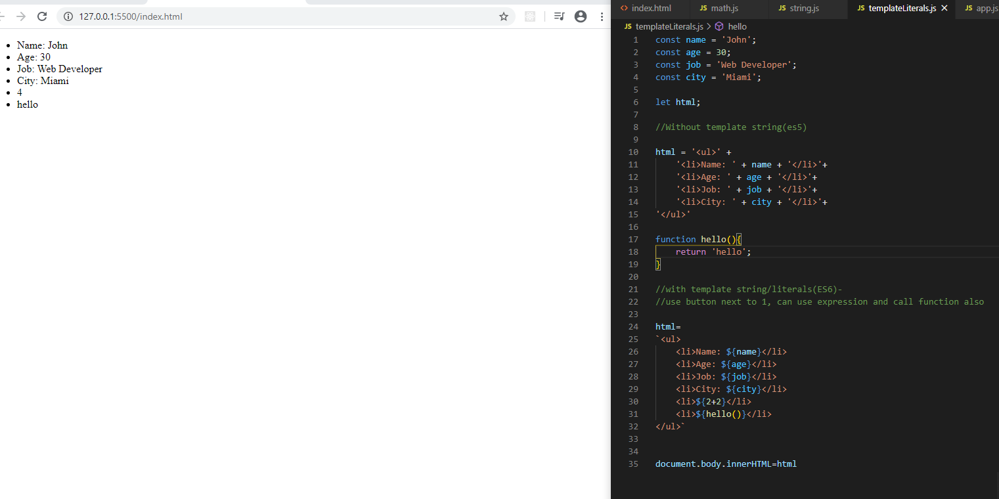 127.0.0.1:5500/index.html
Name: John
Age: 30
Job: Web Developer
City: Miami
4
hello
<> index.html
JS math.js
JS string.js
JS templateLiterals.js
JS app.js
JS templateLiterals.js > hello
1 const name = 'John';
2 const age = 30;
3 const job = 'Web Developer';
4 const city = 'Miami';
5
6 let html;
7
8 //Without template string(es5)
9
10 html = '<ul>' +
11 '<li>Name: ' + name + '</li>'+
12 '<li>Age: ' + age + '</li>'+
13 '<li>Job: ' + job + '</li>'+
14 '<li>City: ' + city + '</li>'+
15 '</ul>'
16
17 function hello(){
18 return 'hello';
19 }
20
21 //with template string/literals(ES6)-
22 //use button next to 1, can use expression and call function also
23
24 html=
25 `<ul>
26 <li>Name: ${name}</li>
27 <li>Age: ${age}</li>
28 <li>Job: ${job}</li>
29 <li>City: ${city}</li>
30 <li>${2+2}</li>
31 <li>${hello()}</li>
32 </ul>`
33
34
35 document.body.innerHTML=html